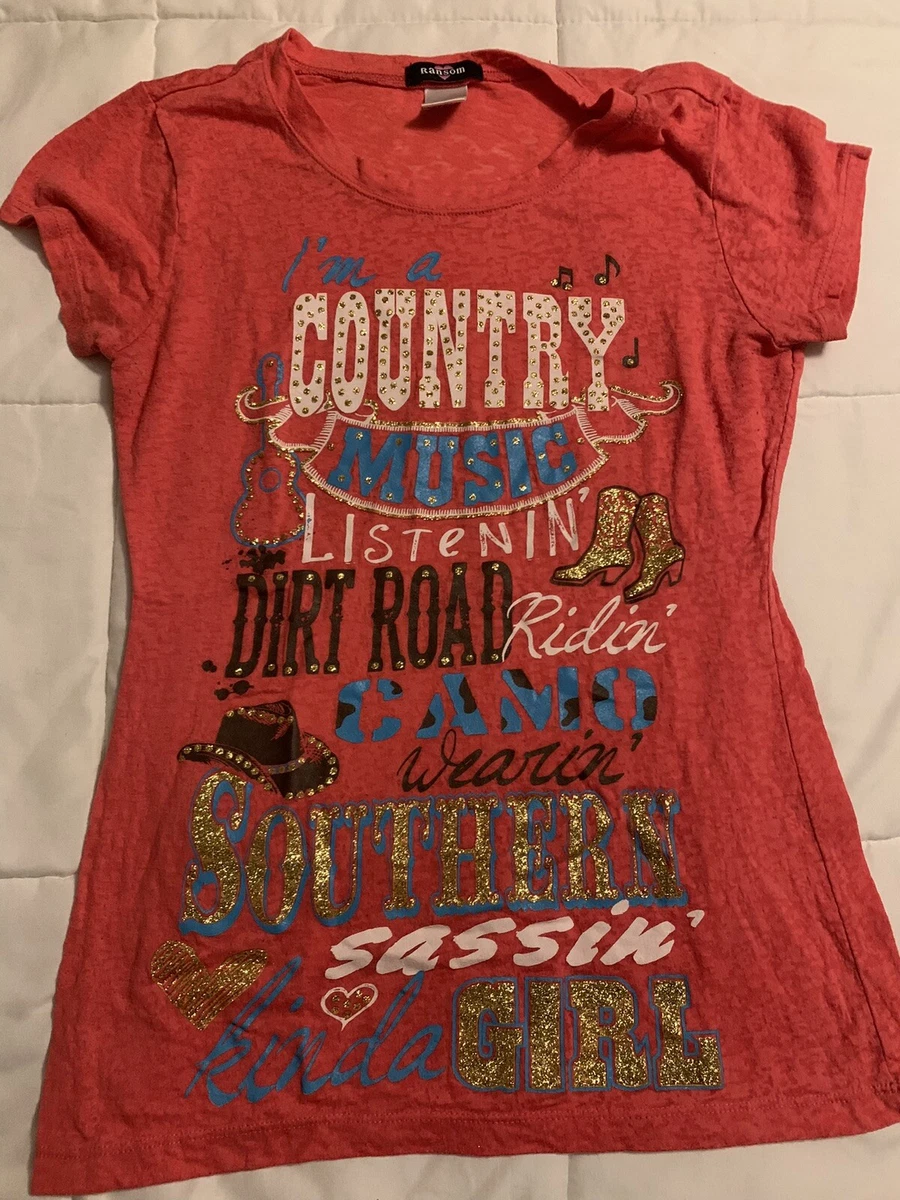 Ransom
I'm a
COUNTRY
MUSIC
LISTeNIN'
DIRT ROAD Ridin'
CAMO
wearin'
SOUTHERN
sassin'
kinda GIRL